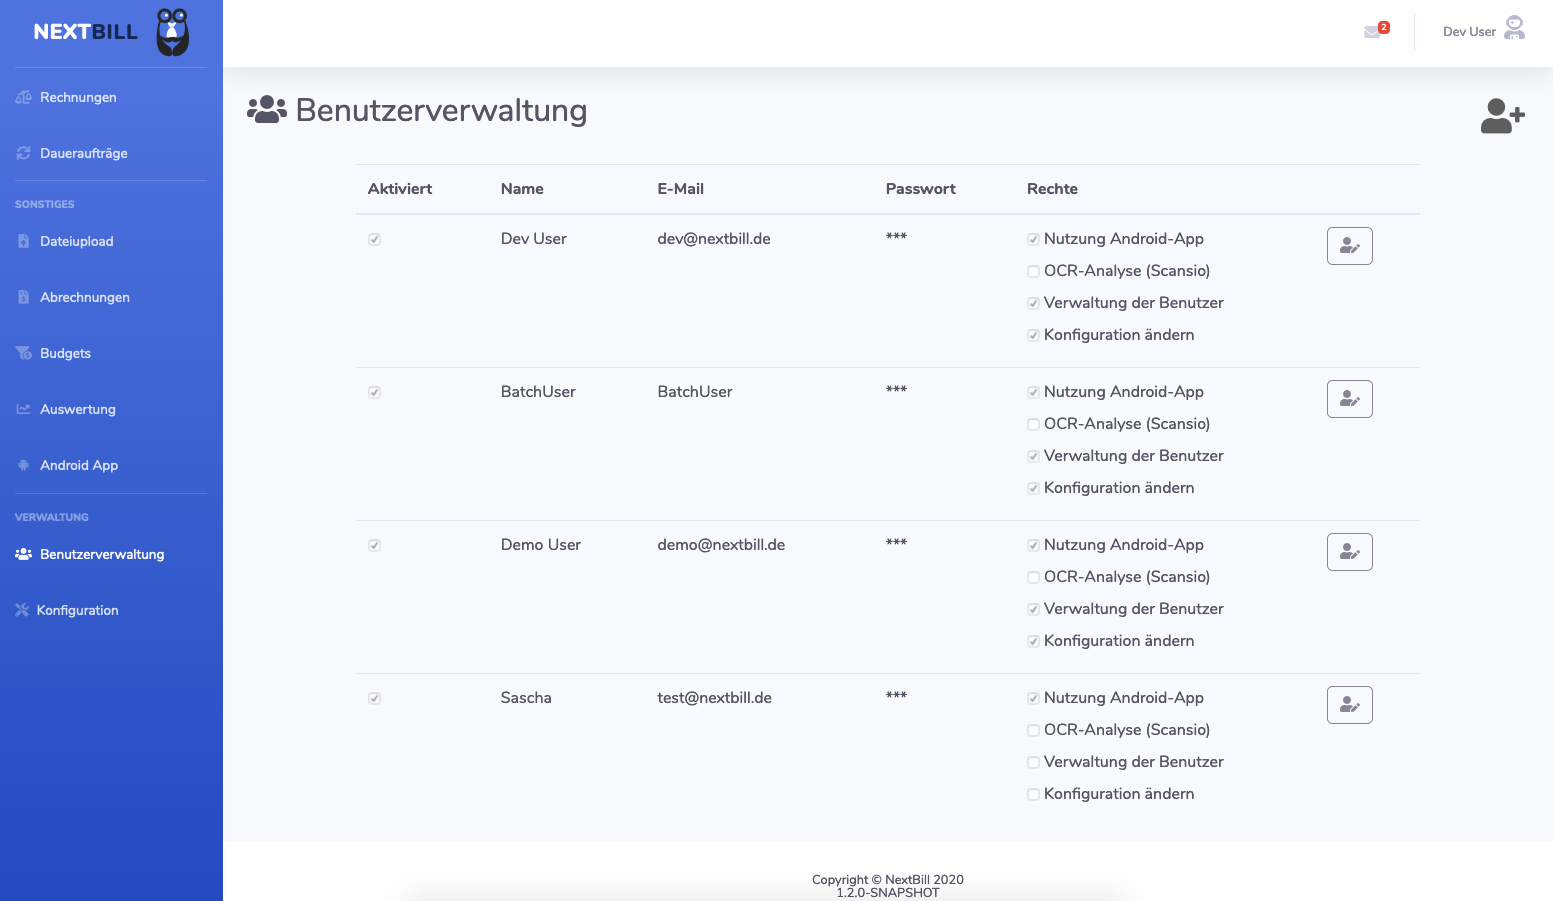 NEXTBILL
2
Dev User
Rechnungen
Daueraufträge
SONSTIGES
Dateiupload
Abrechnungen
Budgets
Auswertung
Android App
VERWALTUNG
Benutzerverwaltung
Konfiguration
Benutzerverwaltung
Aktiviert Name E-Mail Passwort Rechte
Dev User dev@nextbill.de *** Nutzung Android-App
OCR-Analyse (Scansio)
Verwaltung der Benutzer
Konfiguration ändern
BatchUser BatchUser *** Nutzung Android-App
OCR-Analyse (Scansio)
Verwaltung der Benutzer
Konfiguration ändern
Demo User demo@nextbill.de *** Nutzung Android-App
OCR-Analyse (Scansio)
Verwaltung der Benutzer
Konfiguration ändern
Sascha test@nextbill.de *** Nutzung Android-App
OCR-Analyse (Scansio)
Verwaltung der Benutzer
Konfiguration ändern
Copyright © NextBill 2020
1.2.0-SNAPSHOT